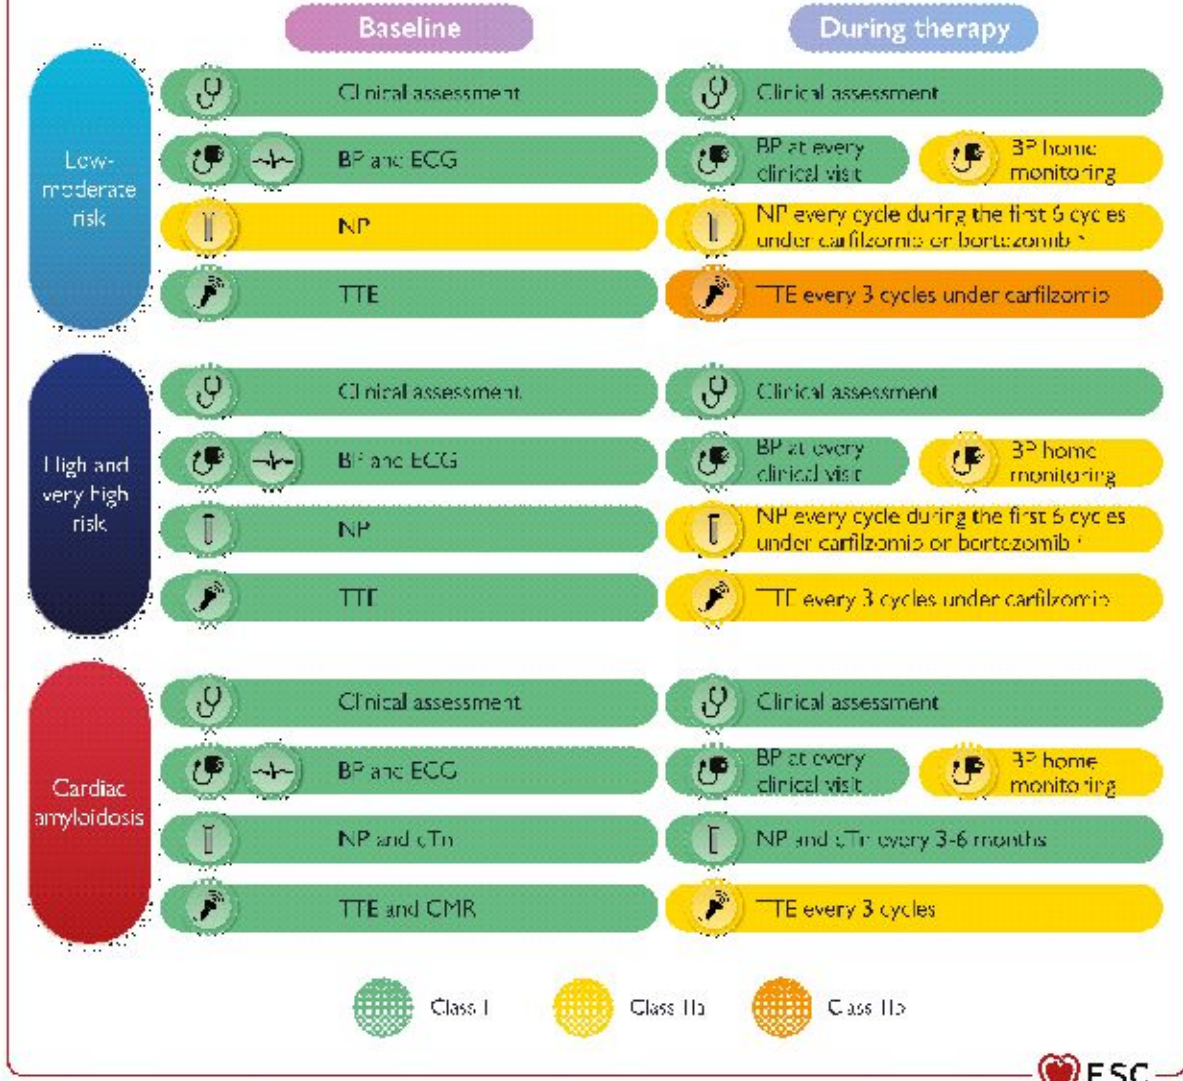 Baseline
During therapy
Low-
moderate
risk
Clinical assessment
Clinical assessment
BP and ECG
BP at every
clinical visit
BP home
monitoring
NP
NP every cycle during the first 6 cycles
under carfilzomib or bortezomib
TTE
TTE every 3 cycles under carfilzomib
High and
very high
risk
Clinical assessment
Clinical assessment
BP and ECG
BP at every
clinical visit
BP home
monitoring
NP
NP every cycle during the first 6 cycles
under carfilzomib or bortezomib
TTE
TTE every 3 cycles under carfilzomib
Cardiac
amyloidosis
Clinical assessment
Clinical assessment
BP and ECG
BP at every
clinical visit
BP home
monitoring
NP and cTn
NP and cTn every 3-6 months
TTE and CMR
TTE every 3 cycles
Class I
Class IIa
Class IIb
ESC